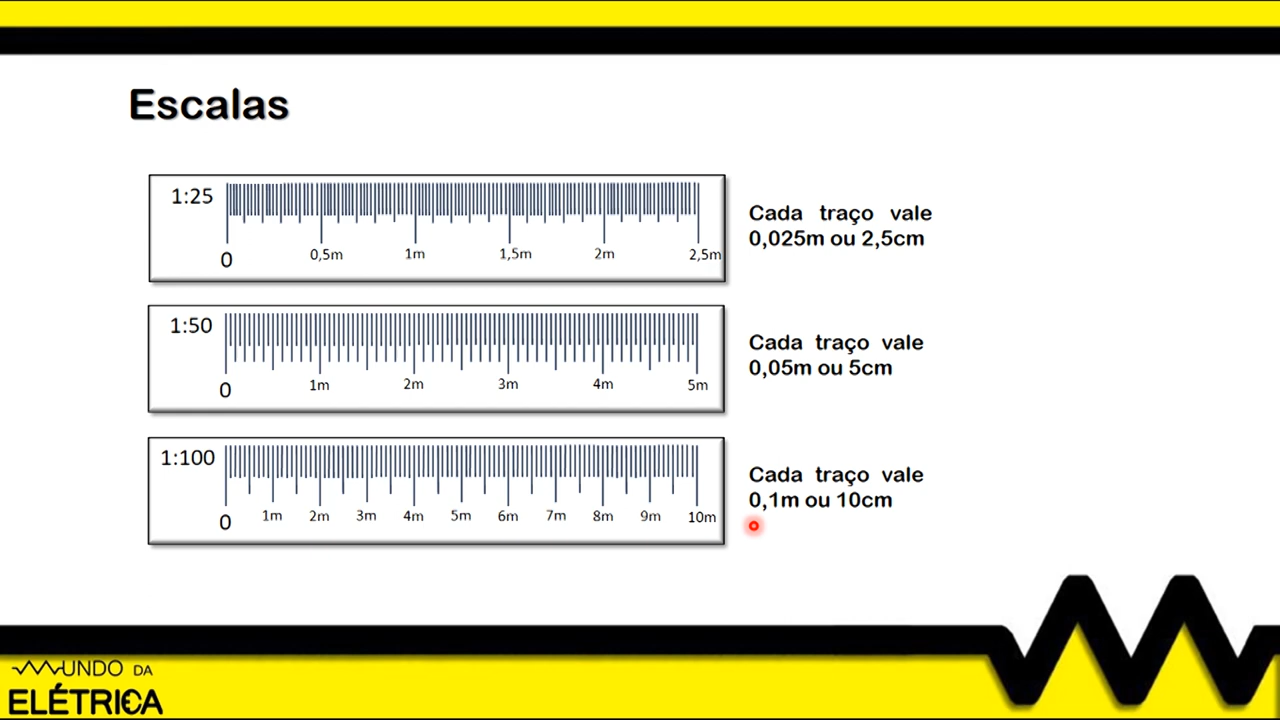 Escalas
1:25
0
0,5m
1m
1,5m
2m
2,5m
Cada traço vale
0,025m ou 2,5cm
1:50
0
1m
2m
3m
4m
5m
Cada traço vale
0,05m ou 5cm
1:100
0
1m
2m
3m
4m
5m
6m
7m
8m
9m
10m
Cada traço vale
0,1m ou 10cm
MUNDO DA
ELÉTRICA